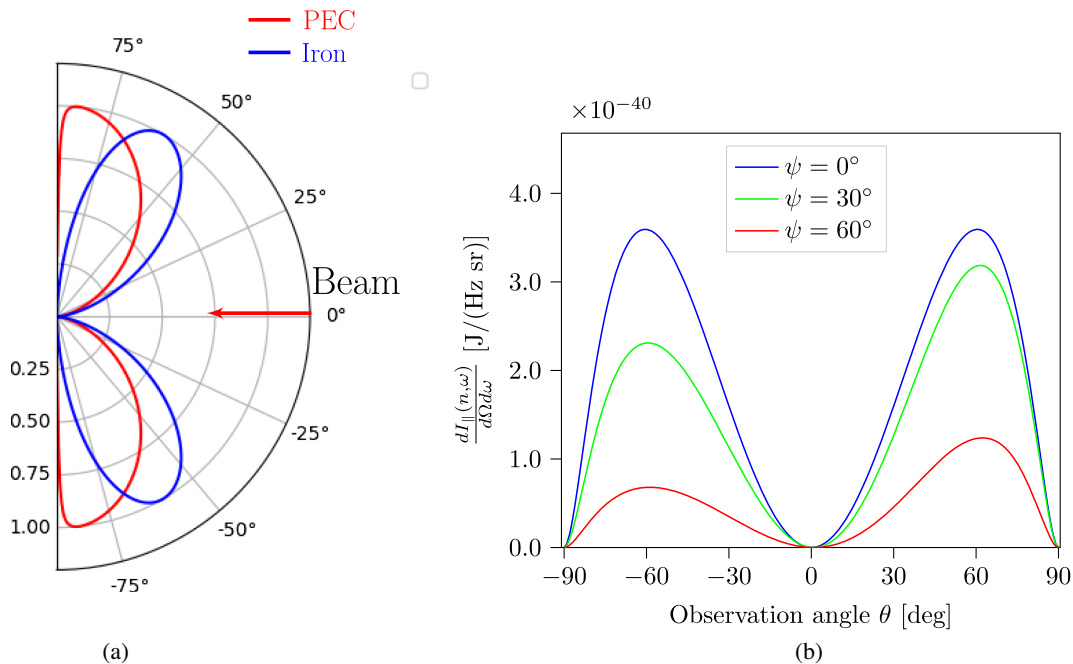 PEC
Iron
75°
50°
25°
Beam
0°
0.25
0.50
0.75
1.00
-25°
-50°
-75°
(a)
×10⁻⁴⁰
ψ = 0°
ψ = 30°
ψ = 60°
4.0
3.0
2.0
1.0
0.0
dI∥(n,ω)/dΩdω [J/(Hz sr)]
−90 −60 −30 0 30 60 90
Observation angle θ [deg]
(b)